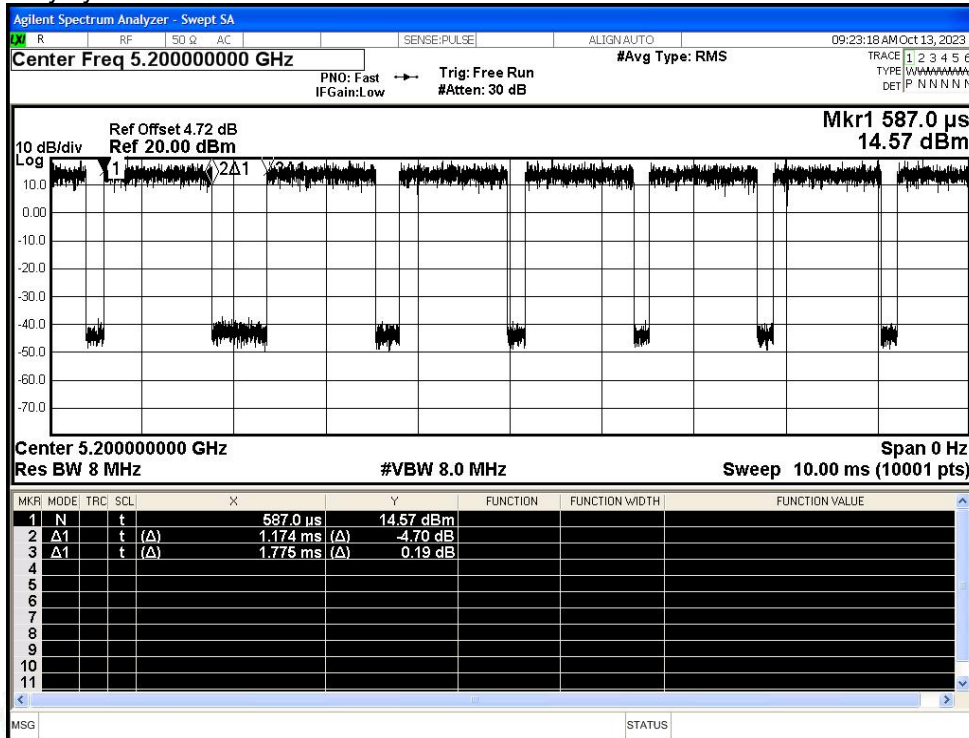 Agilent Spectrum Analyzer - Swept SA
LXI R RF 50 Ω AC SENSE:PULSE ALIGN AUTO 09:23:18 AM Oct 13, 2023
Center Freq 5.200000000 GHz #Avg Type: RMS TRACE 1 2 3 4 5 6
PNO: Fast Trig: Free Run TYPE
IFGain:Low #Atten: 30 dB DET P N N N N N
Mkr1 587.0 µs
Ref Offset 4.72 dB
10 dB/div Ref 20.00 dBm 14.57 dBm
Log
1 2Δ1 3Δ1
10.0
0.00
-10.0
-20.0
-30.0
-40.0
-50.0
-60.0
-70.0
Center 5.200000000 GHz Span 0 Hz
Res BW 8 MHz #VBW 8.0 MHz Sweep 10.00 ms (10001 pts)
MKR MODE TRC SCL X Y FUNCTION FUNCTION WIDTH FUNCTION VALUE
1 N t 587.0 µs 14.57 dBm
2 Δ1 t (Δ) 1.174 ms (Δ) -4.70 dB
3 Δ1 t (Δ) 1.775 ms (Δ) 0.19 dB
4
5
6
7
8
9
10
11
MSG STATUS